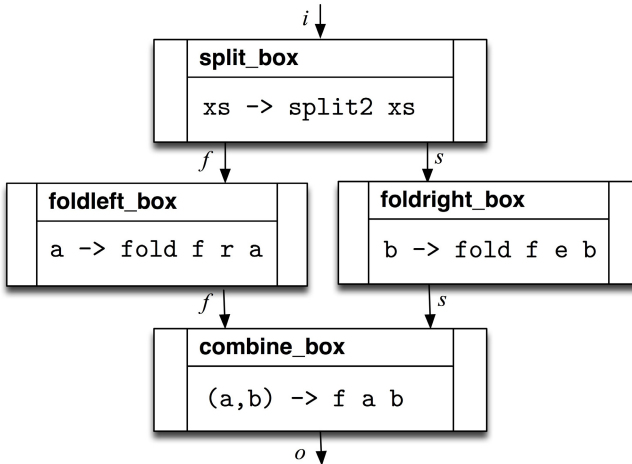 i
split_box
xs -> split2 xs
f
s
foldleft_box
a -> fold f r a
foldright_box
b -> fold f e b
f
s
combine_box
(a,b) -> f a b
o